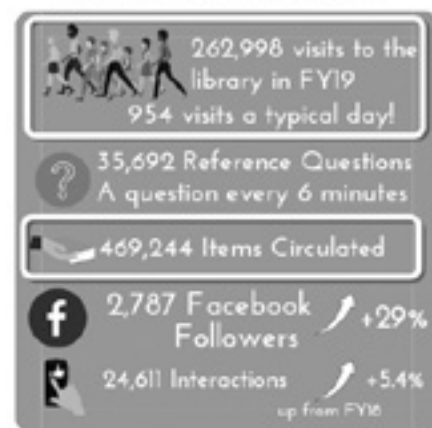 262,998 visits to the
library in FY19
954 visits a typical day!
?
35,692 Reference Questions
A question every 6 minutes
469,244 Items Circulated
f
2,787 Facebook
Followers
+29%
24,611 Interactions
+5.4%
up from FY18